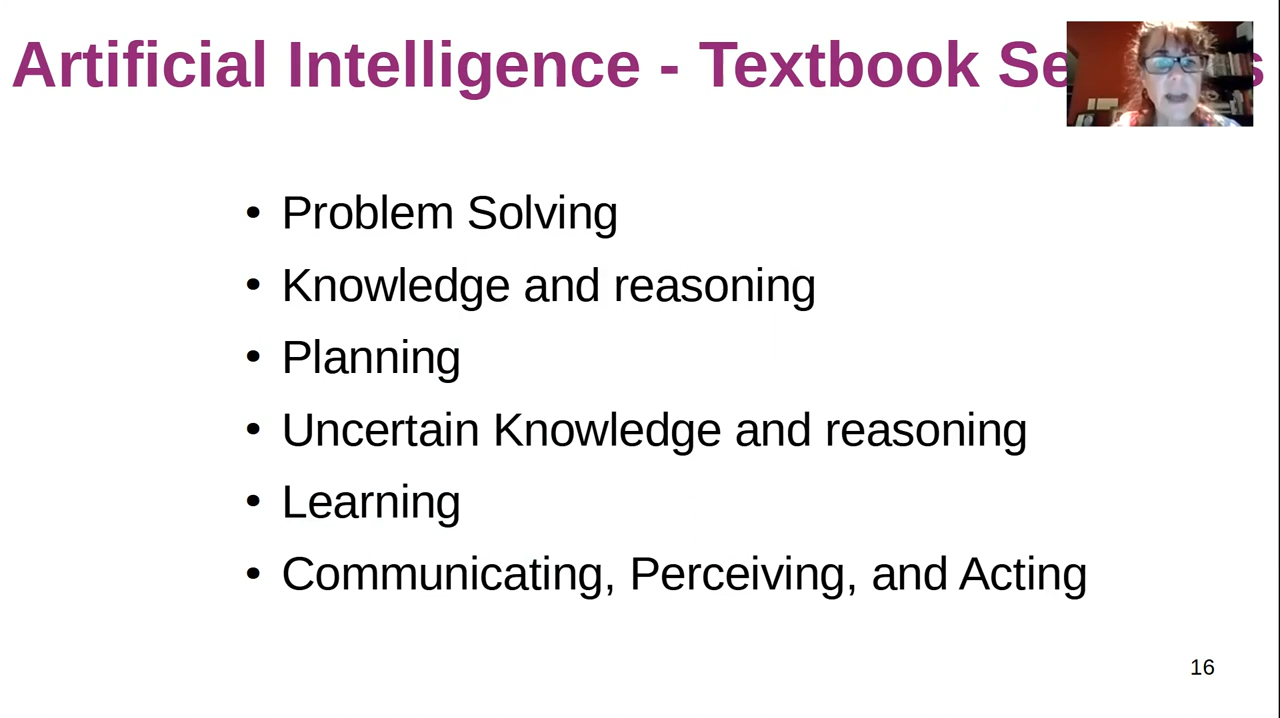 Artificial Intelligence - Textbook
• Problem Solving
• Knowledge and reasoning
• Planning
• Uncertain Knowledge and reasoning
• Learning
• Communicating, Perceiving, and Acting
16